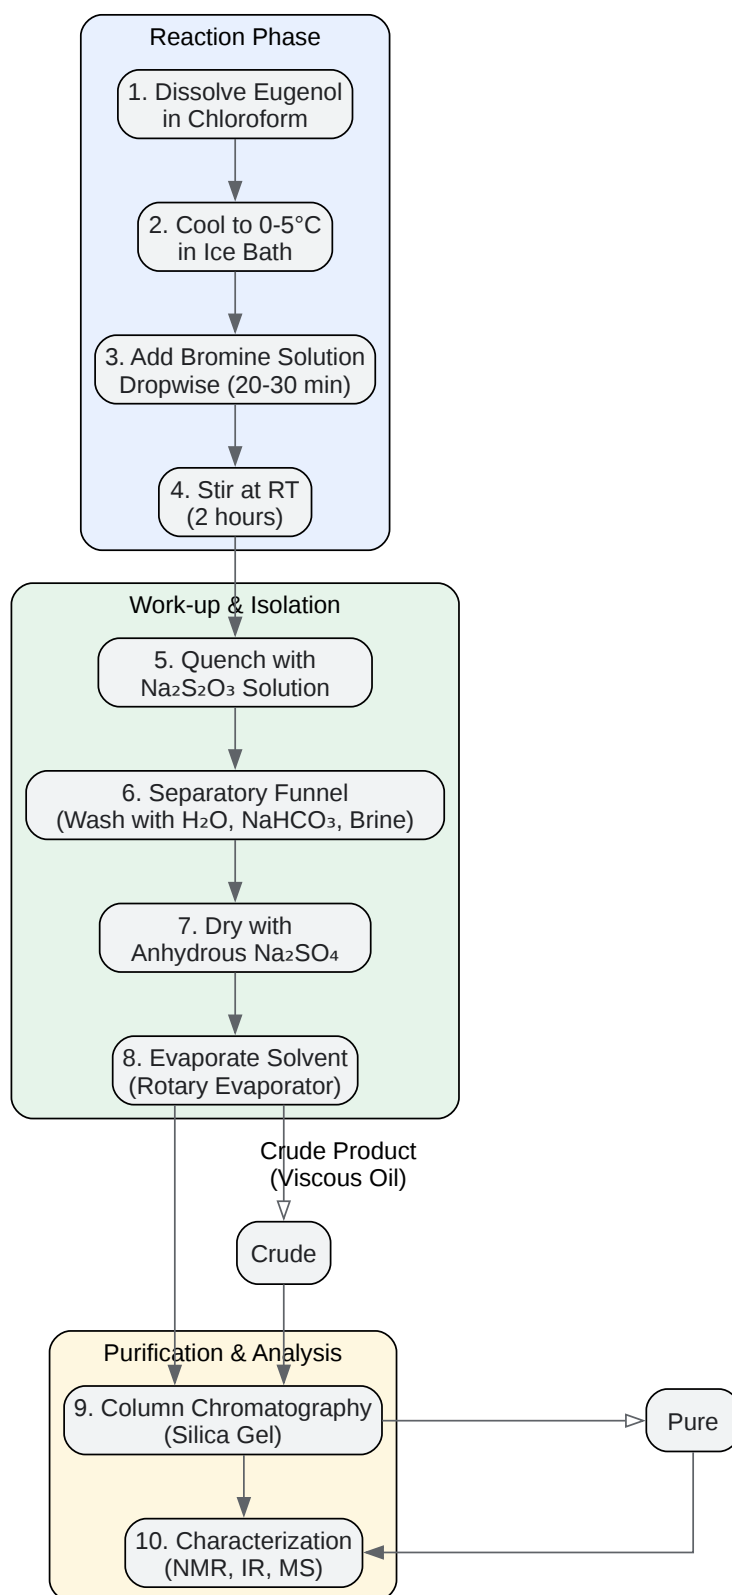 Reaction Phase
1. Dissolve Eugenol
in Chloroform
2. Cool to 0-5°C
in Ice Bath
3. Add Bromine Solution
Dropwise (20-30 min)
4. Stir at RT
(2 hours)
Work-up & Isolation
5. Quench with
Na₂S₂O₃ Solution
6. Separatory Funnel
(Wash with H₂O, NaHCO₃, Brine)
7. Dry with
Anhydrous Na₂SO₄
8. Evaporate Solvent
(Rotary Evaporator)
Crude Product
(Viscous Oil)
Crude
Purification & Analysis
9. Column Chromatography
(Silica Gel)
Pure
10. Characterization
(NMR, IR, MS)